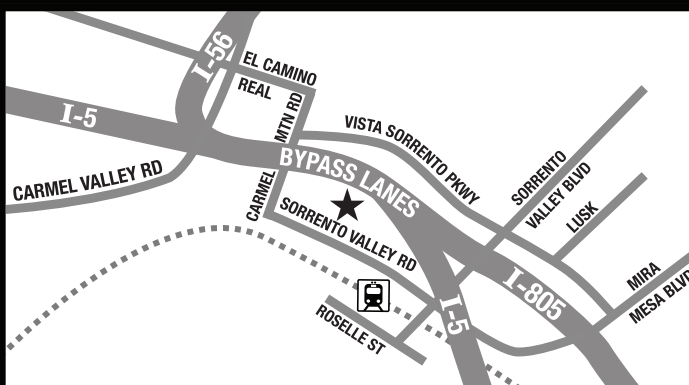 I-56
EL CAMINO
REAL
I-5
MTN RD
VISTA SORRENTO PKWY
BYPASS LANES
SORRENTO
VALLEY BLVD
CARMEL VALLEY RD
CARMEL
SORRENTO VALLEY RD
LUSK
MIRA
MESA BLVD
I-805
I-5
ROSELLE ST